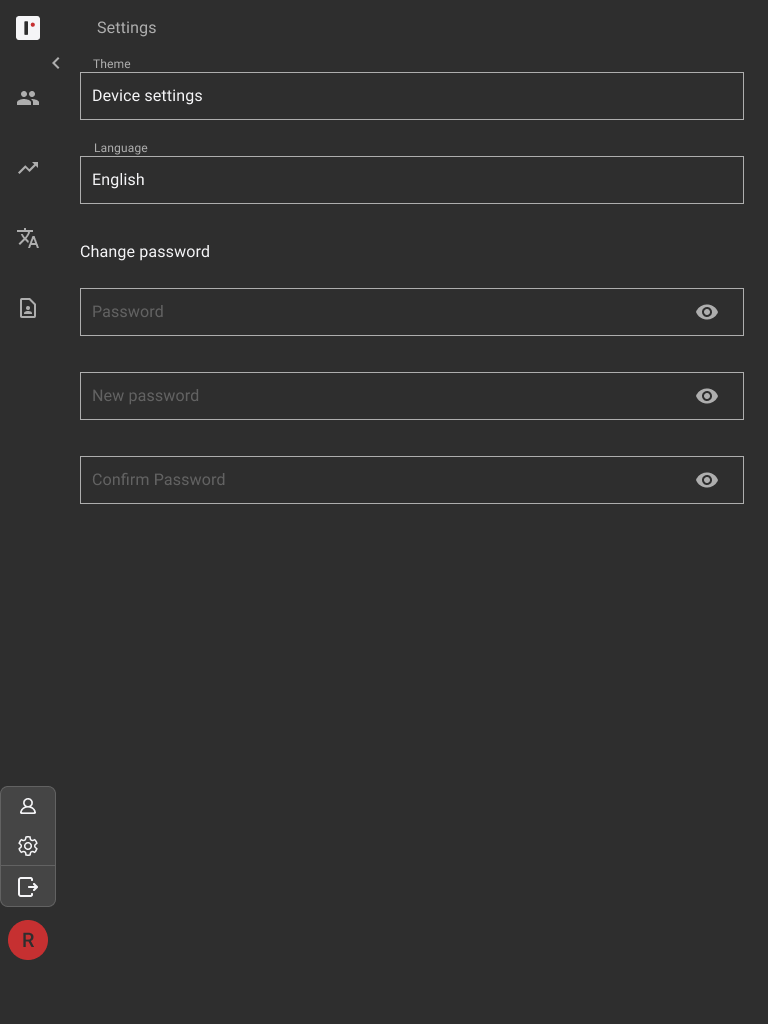 Settings
Theme
Device settings
Language
English
Change password
Password
New password
Confirm Password
R